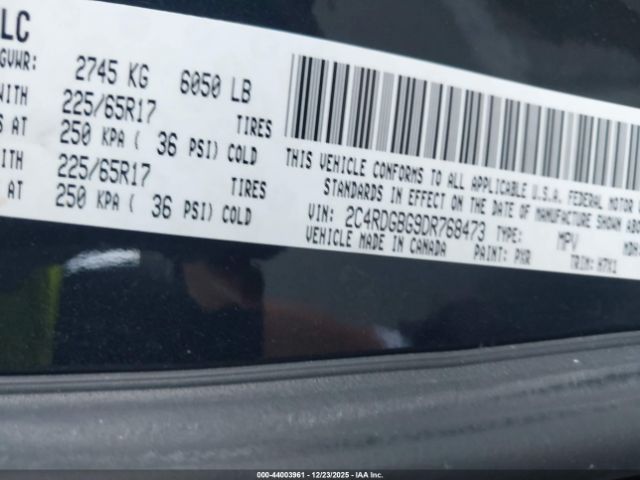 LC
GVWR: 2745 KG 6050 LB
WITH 225/65R17 TIRES
S AT 250 KPA ( 36 PSI) COLD
WITH 225/65R17 TIRES
AT 250 KPA ( 36 PSI) COLD
THIS VEHICLE CONFORMS TO ALL APPLICABLE U.S.A. FEDERAL MOTOR
STANDARDS IN EFFECT ON THE DATE OF MANUFACTURE SHOWN ABO
VIN: 2C4RDGBG9DR768473 TYPE: MPV
VEHICLE MADE IN CANADA PAINT: PXR TRIM: H7X1
000-44003961 - 12/23/2025 - IAA Inc.